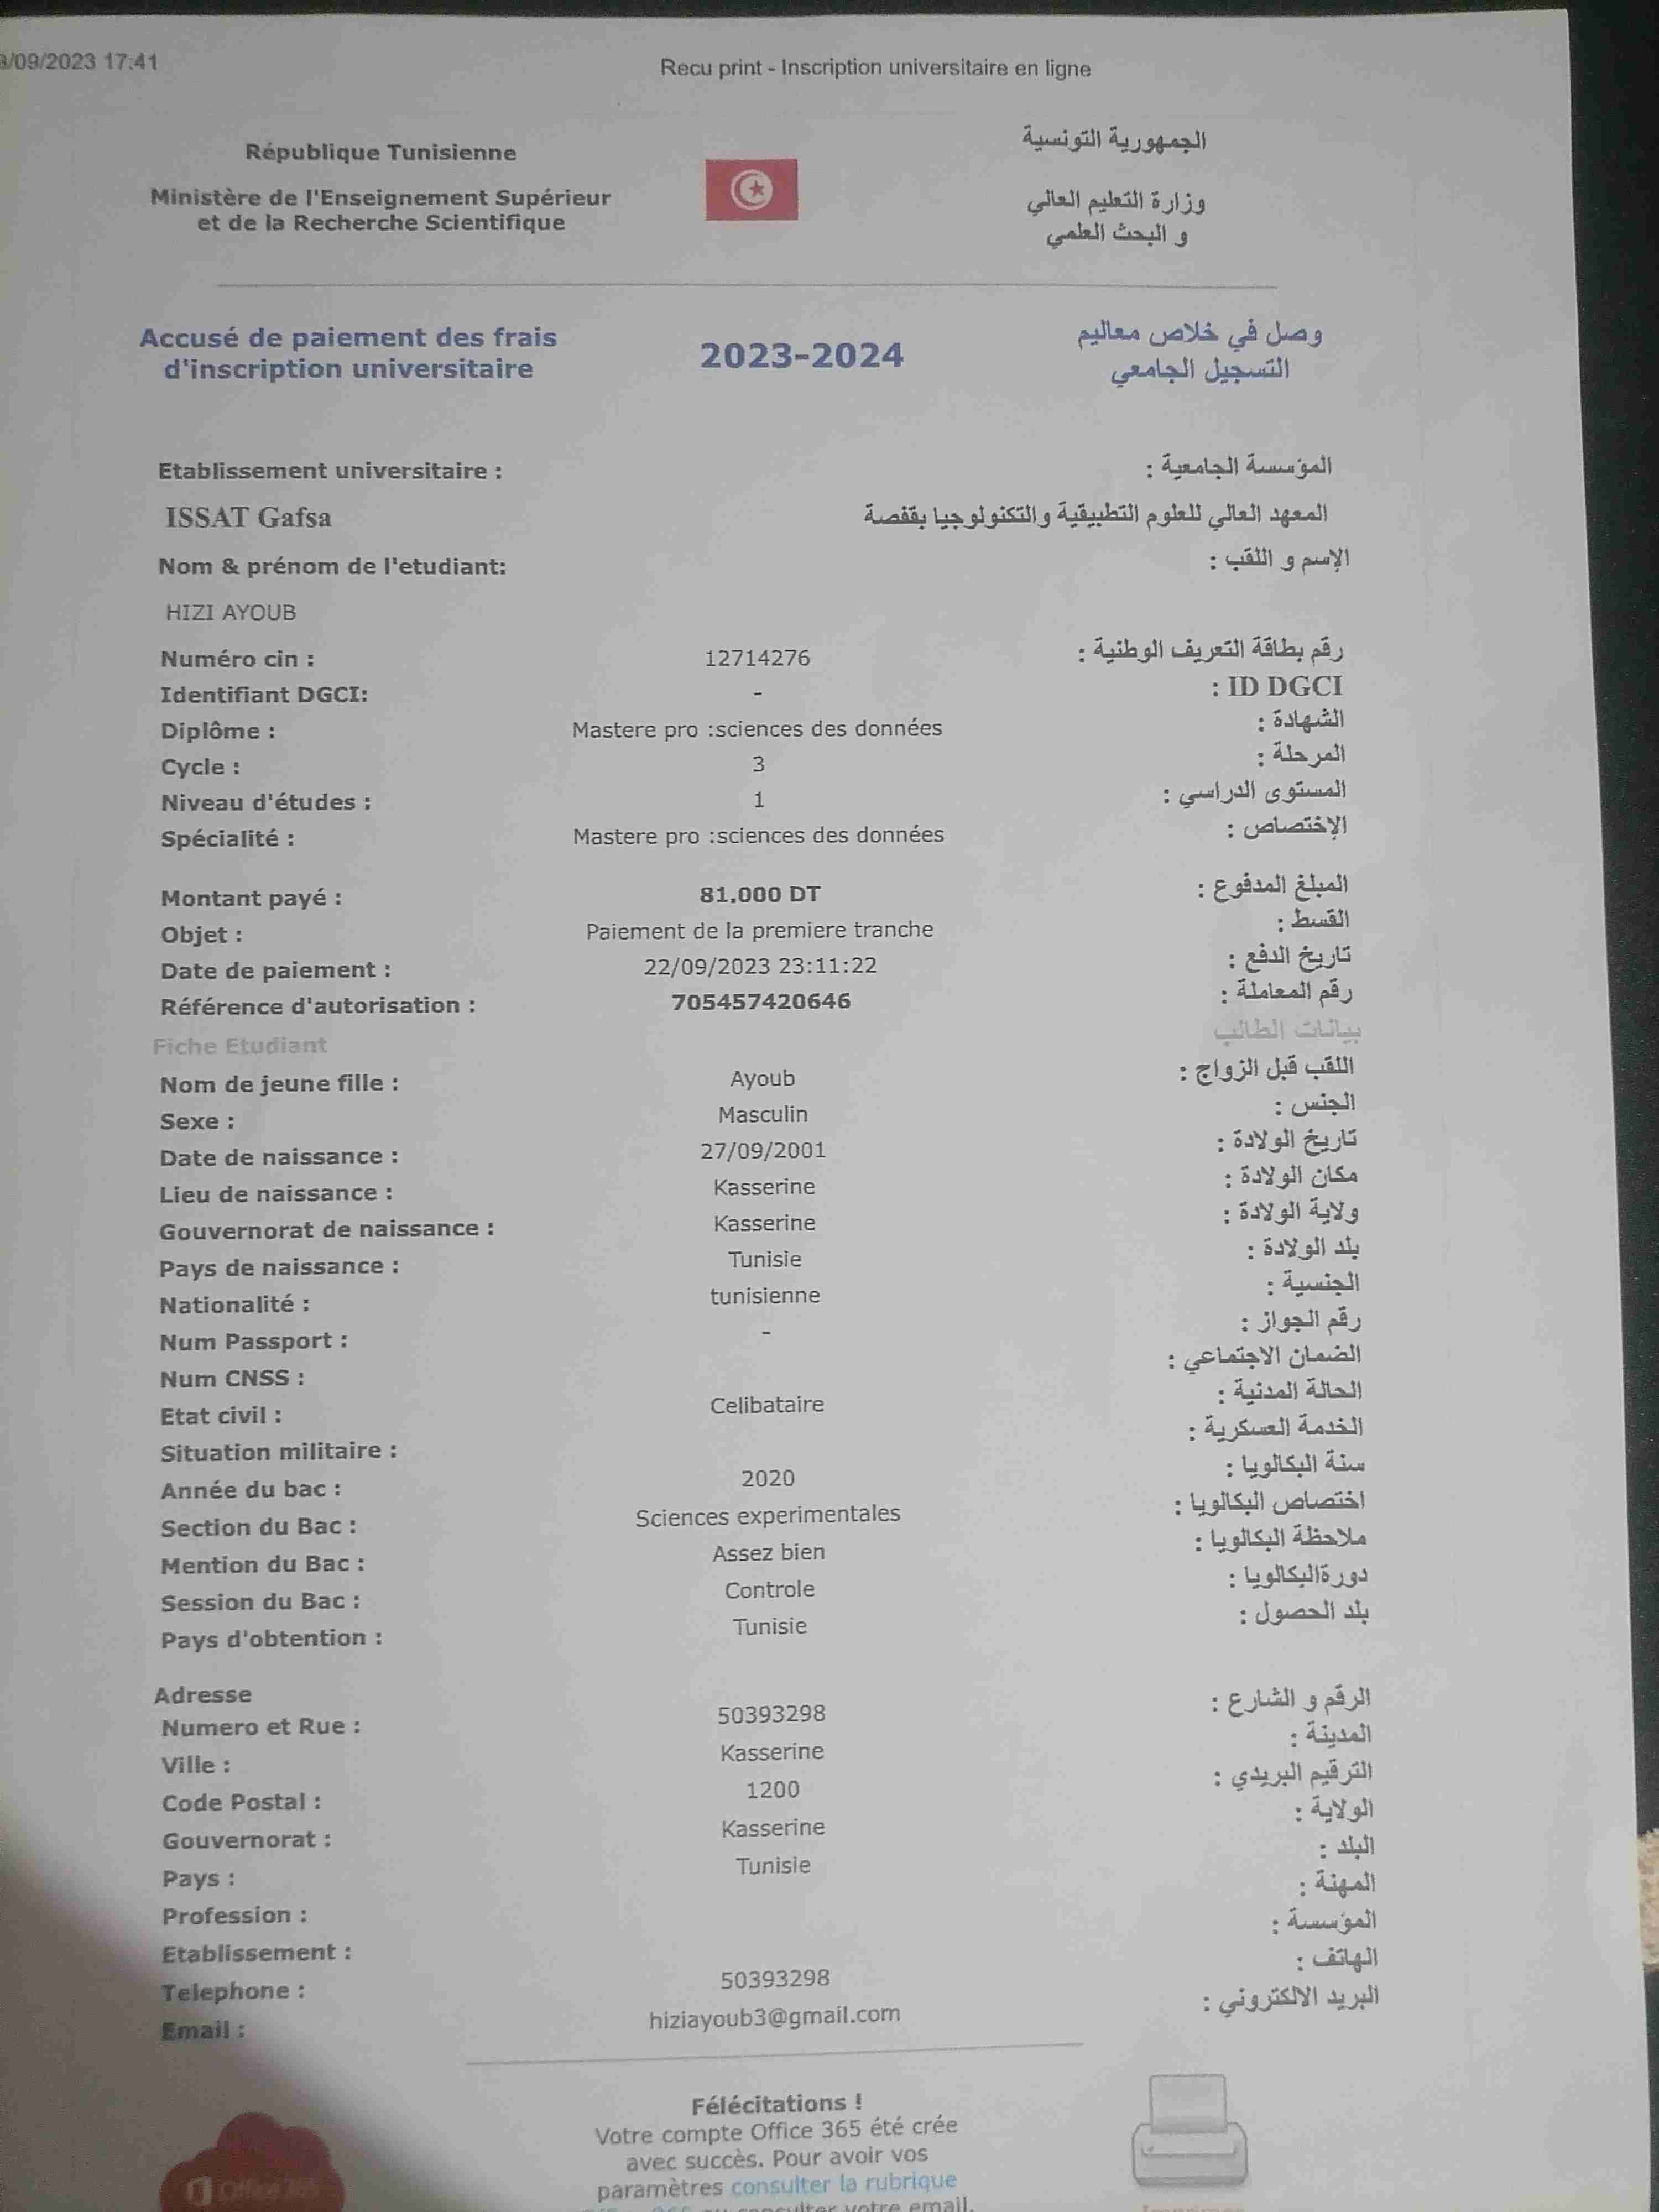 /09/2023 17:41
Recu print - Inscription universitaire en ligne
République Tunisienne
الجمهورية التونسية
Ministère de l'Enseignement Supérieur
et de la Recherche Scientifique
وزارة التعليم العالي
و البحث العلمي
Accusé de paiement des frais
d'inscription universitaire
2023-2024
وصل في خلاص معاليم
التسجيل الجامعي
Etablissement universitaire :
المؤسسة الجامعية :
ISSAT Gafsa
المعهد العالي للعلوم التطبيقية والتكنولوجيا بقفصة
Nom & prénom de l'etudiant:
الإسم و اللقب :
HIZI AYOUB
Numéro cin : 12714276 رقم بطاقة التعريف الوطنية :
Identifiant DGCI: - ID DGCI :
Diplôme : Mastere pro :sciences des données الشهادة :
Cycle : 3 المرحلة :
Niveau d'études : 1 المستوى الدراسي :
Spécialité : Mastere pro :sciences des données الإختصاص :
Montant payé : 81.000 DT المبلغ المدفوع :
Objet : Paiement de la premiere tranche القسط :
Date de paiement : 22/09/2023 23:11:22 تاريخ الدفع :
Référence d'autorisation : 705457420646 رقم المعاملة :
Fiche Etudiant بيانات الطالب
Nom de jeune fille : Ayoub اللقب قبل الزواج :
Sexe : Masculin الجنس :
Date de naissance : 27/09/2001 تاريخ الولادة :
Lieu de naissance : Kasserine مكان الولادة :
Gouvernorat de naissance : Kasserine ولاية الولادة :
Pays de naissance : Tunisie بلد الولادة :
Nationalité : tunisienne الجنسية :
Num Passport : - رقم الجواز :
Num CNSS : الضمان الاجتماعي :
Etat civil : Celibataire الحالة المدنية :
Situation militaire : الخدمة العسكرية :
Année du bac : 2020 سنة البكالويا :
Section du Bac : Sciences experimentales اختصاص البكالويا :
Mention du Bac : Assez bien ملاحظة البكالويا :
Session du Bac : Controle دورةالبكالويا :
Pays d'obtention : Tunisie بلد الحصول :
Adresse
Numero et Rue : 50393298 الرقم و الشارع :
Ville : Kasserine المدينة :
Code Postal : 1200 الترقيم البريدي :
Gouvernorat : Kasserine الولاية :
Pays : Tunisie البلد :
Profession : المهنة :
Etablissement : المؤسسة :
Telephone : 50393298 الهاتف :
Email : hiziayoub3@gmail.com البريد الالكتروني :
Félécitations !
Votre compte Office 365 été crée
avec succès. Pour avoir vos
paramètres consulter la rubrique
consulter votre email.
Office 365